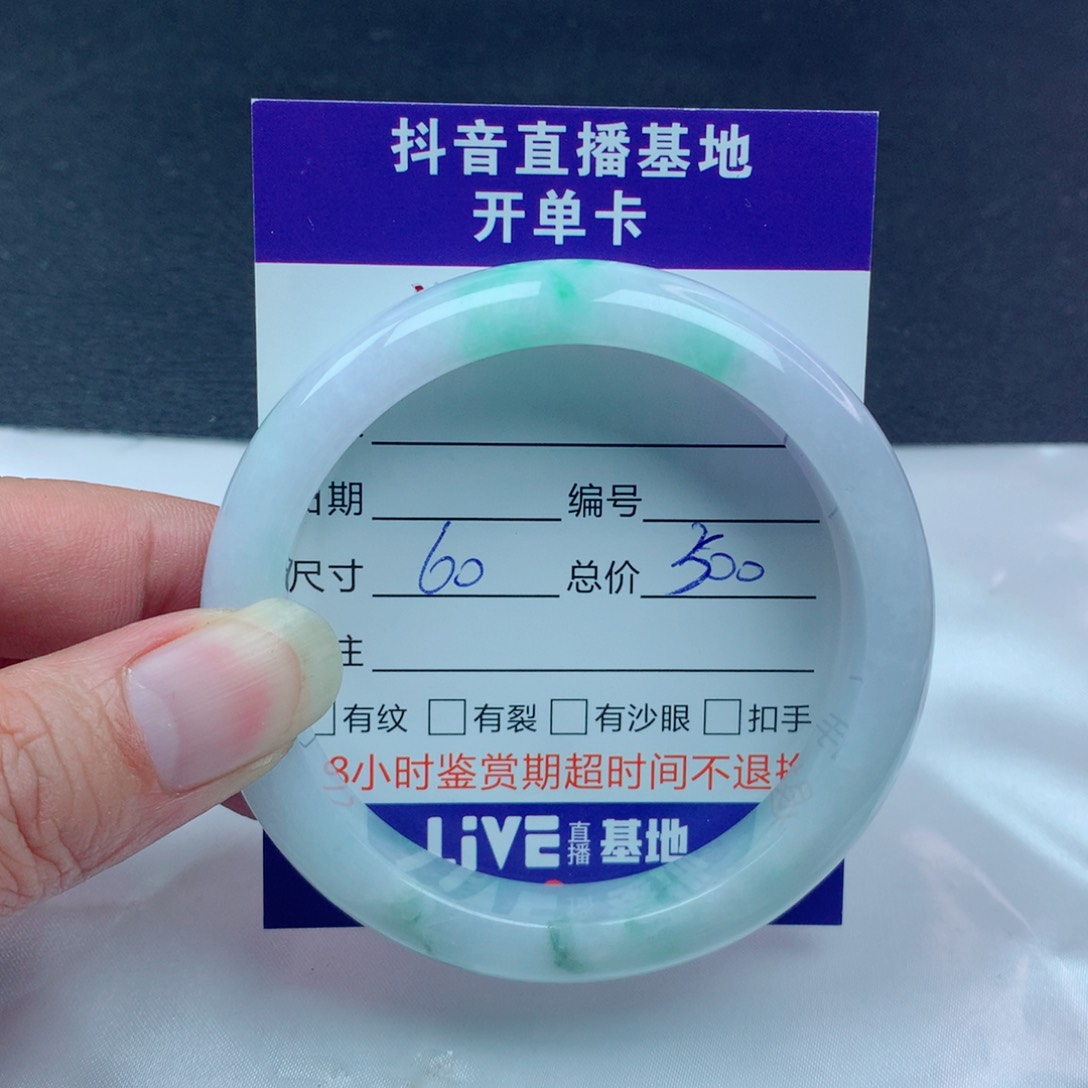 抖音直播基地
开单卡
日期 编号
尺寸 60 总价 500
注
有纹 有裂 有沙眼 扣手
8小时鉴赏期超时间不退换
LiVE 直播 基地